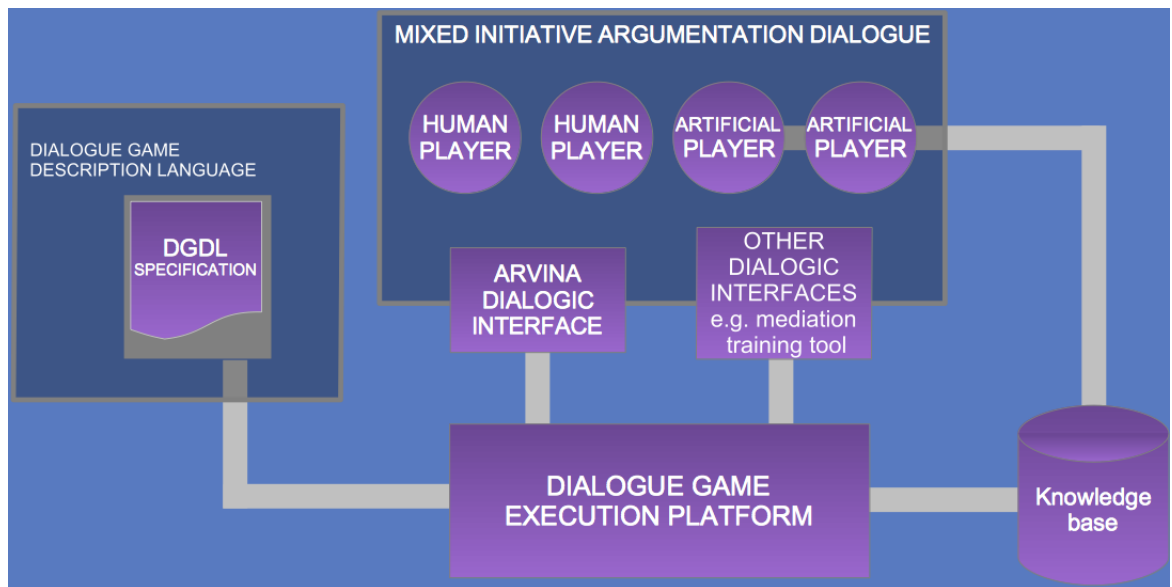 MIXED INITIATIVE ARGUMENTATION DIALOGUE
HUMAN
PLAYER
HUMAN
PLAYER
ARTIFICIAL
PLAYER
ARTIFICIAL
PLAYER
DIALOGUE GAME
DESCRIPTION LANGUAGE
DGDL
SPECIFICATION
ARVINA
DIALOGIC
INTERFACE
OTHER
DIALOGIC
INTERFACES
e.g. mediation
training tool
DIALOGUE GAME
EXECUTION PLATFORM
Knowledge
base